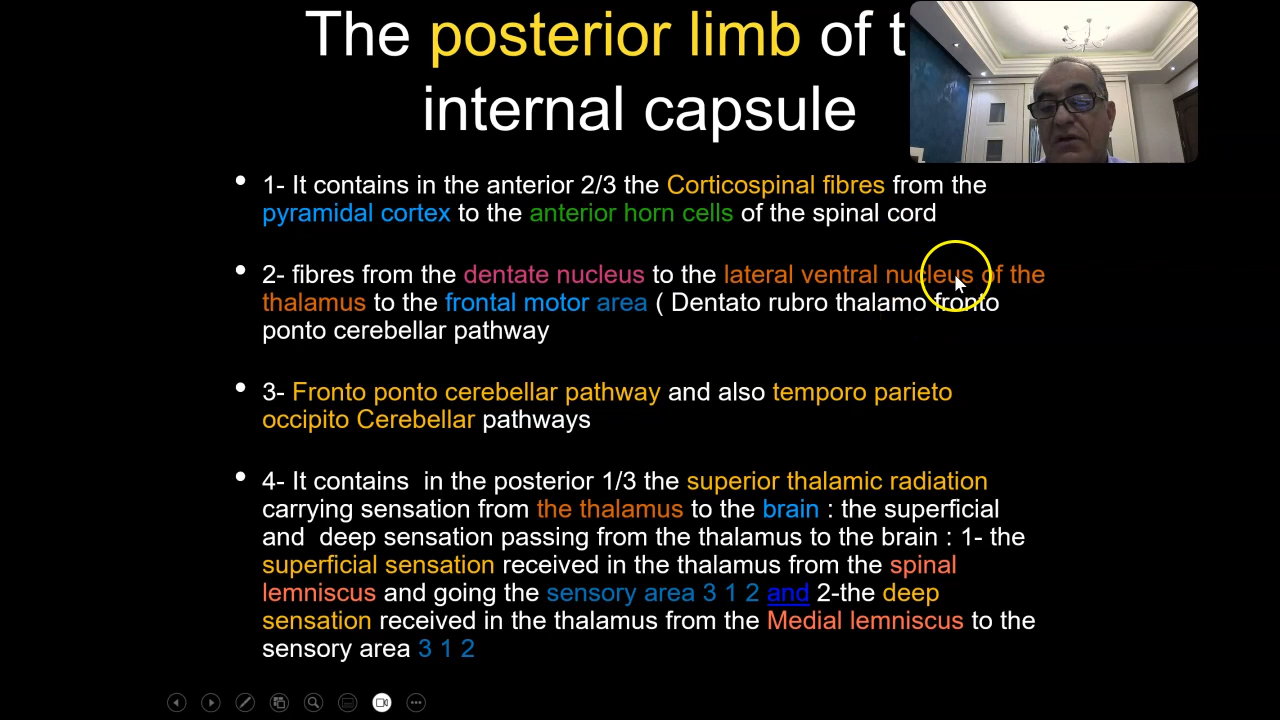 The posterior limb of t
internal capsule
• 1- It contains in the anterior 2/3 the Corticospinal fibres from the
pyramidal cortex to the anterior horn cells of the spinal cord
• 2- fibres from the dentate nucleus to the lateral ventral nucleus of the
thalamus to the frontal motor area ( Dentato rubro thalamo fronto
ponto cerebellar pathway
• 3- Fronto ponto cerebellar pathway and also temporo parieto
occipito Cerebellar pathways
• 4- It contains in the posterior 1/3 the superior thalamic radiation
carrying sensation from the thalamus to the brain : the superficial
and deep sensation passing from the thalamus to the brain : 1- the
superficial sensation received in the thalamus from the spinal
lemniscus and going the sensory area 3 1 2 and 2-the deep
sensation received in the thalamus from the Medial lemniscus to the
sensory area 3 1 2